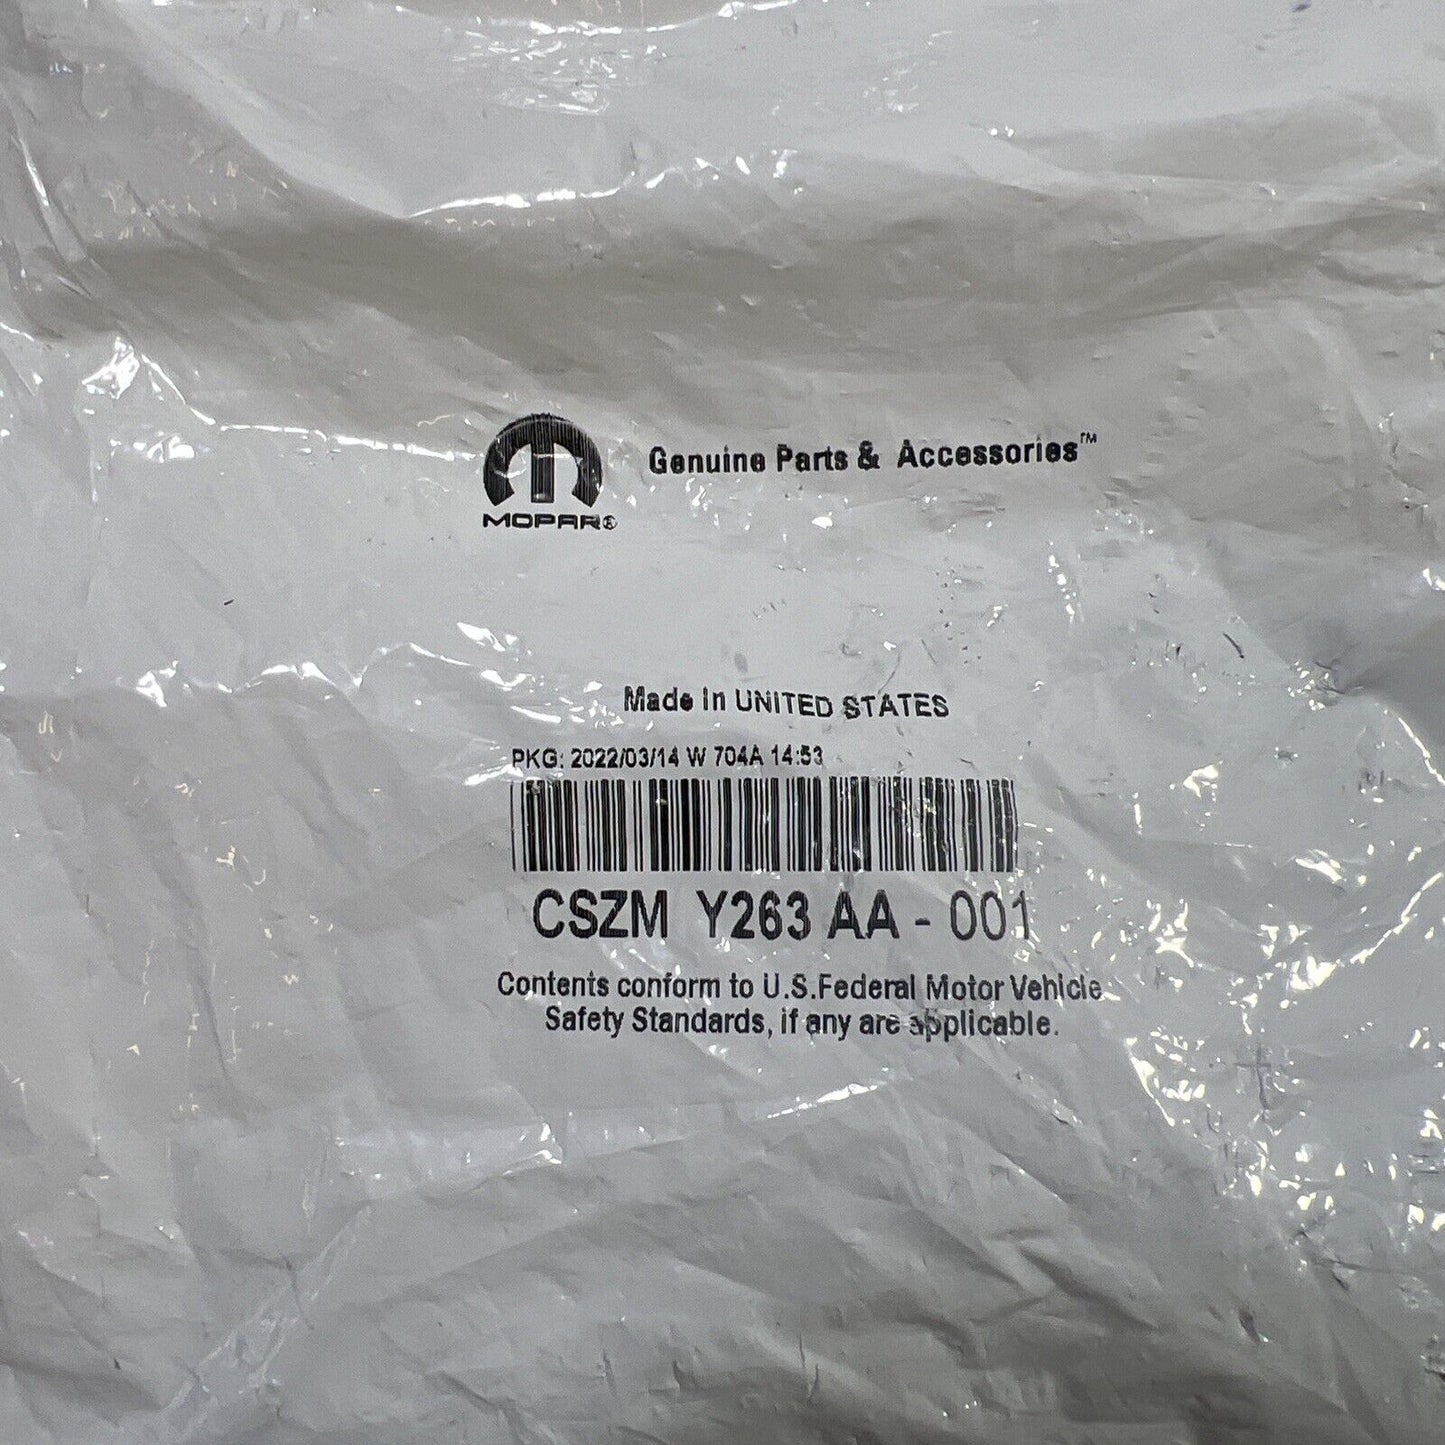 MOPAR®
Genuine Parts & Accessories™
Made In UNITED STATES
PKG: 2022/03/14 W 704A 14:53
CSZM Y263 AA - 001
Contents conform to U.S.Federal Motor Vehicle
Safety Standards, if any are applicable.